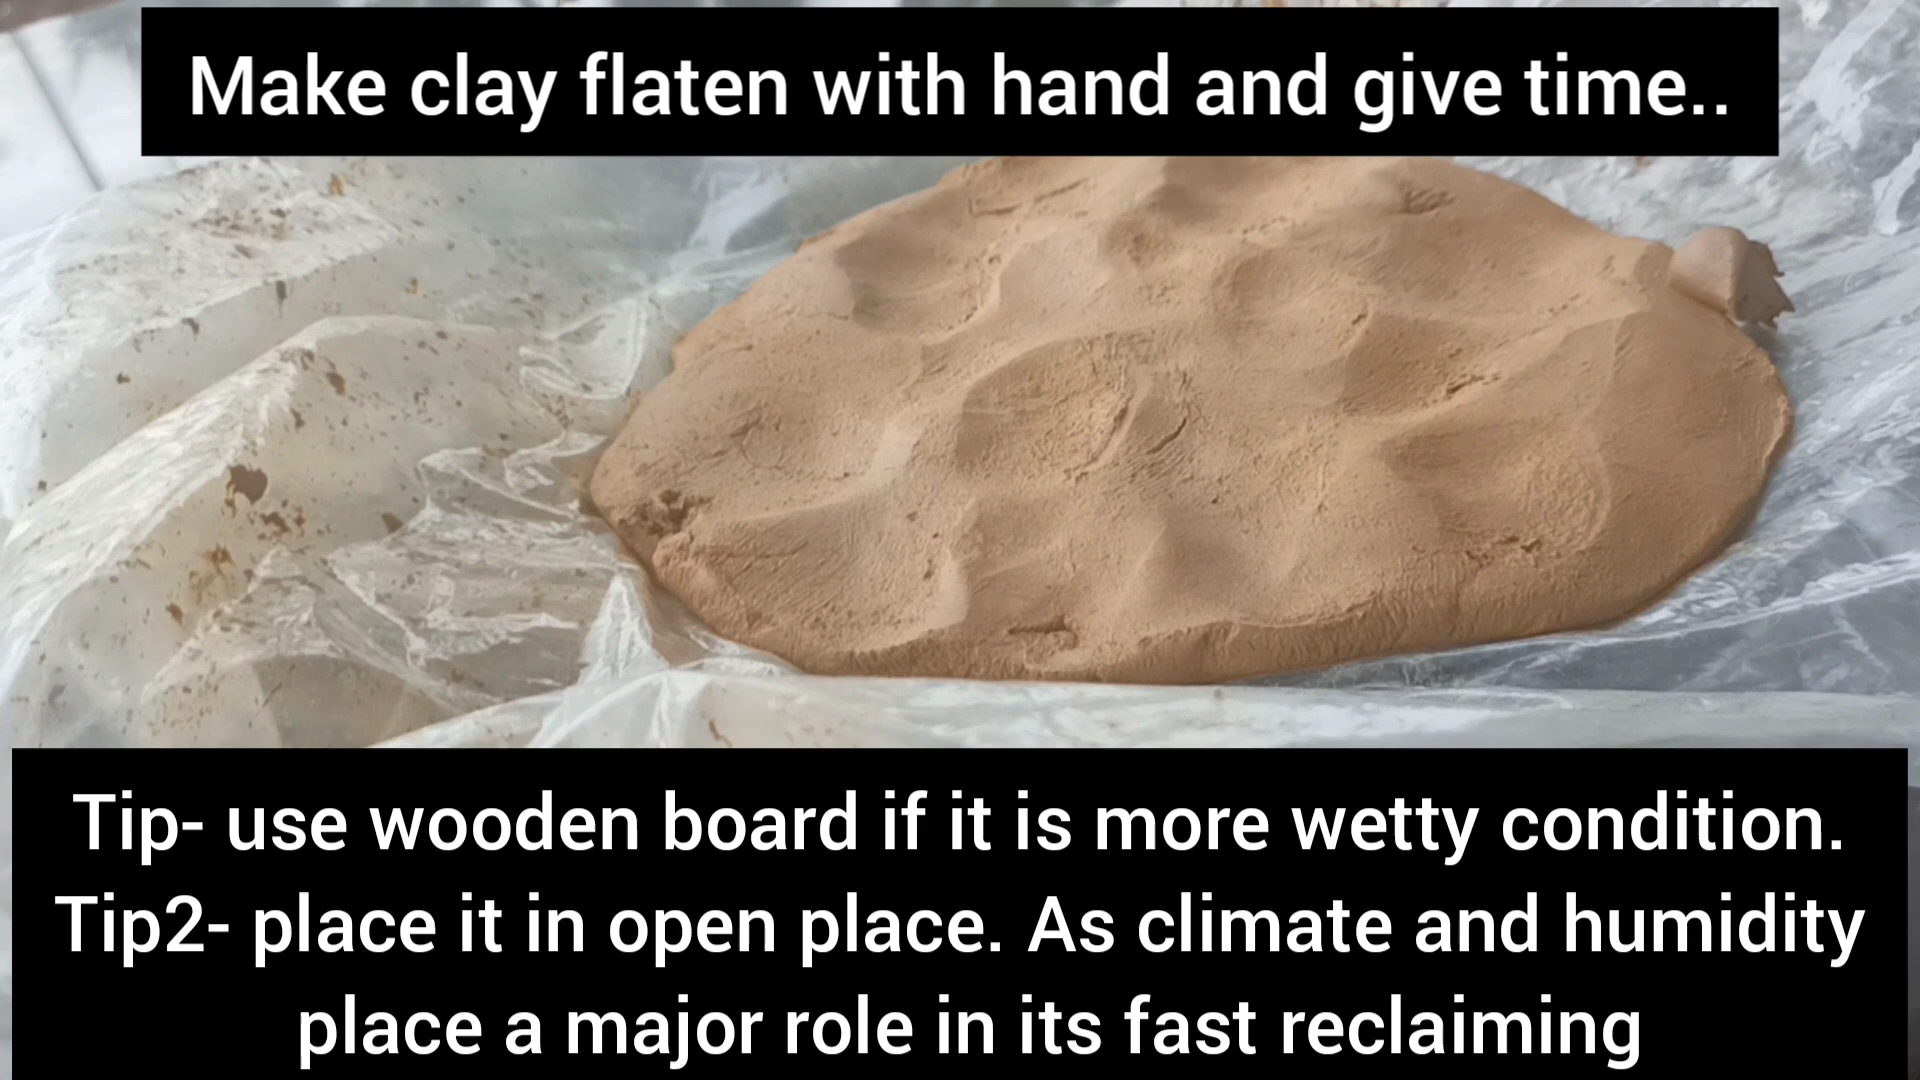 Make clay flaten with hand and give time..
Tip- use wooden board if it is more wetty condition.
Tip2- place it in open place. As climate and humidity
place a major role in its fast reclaiming